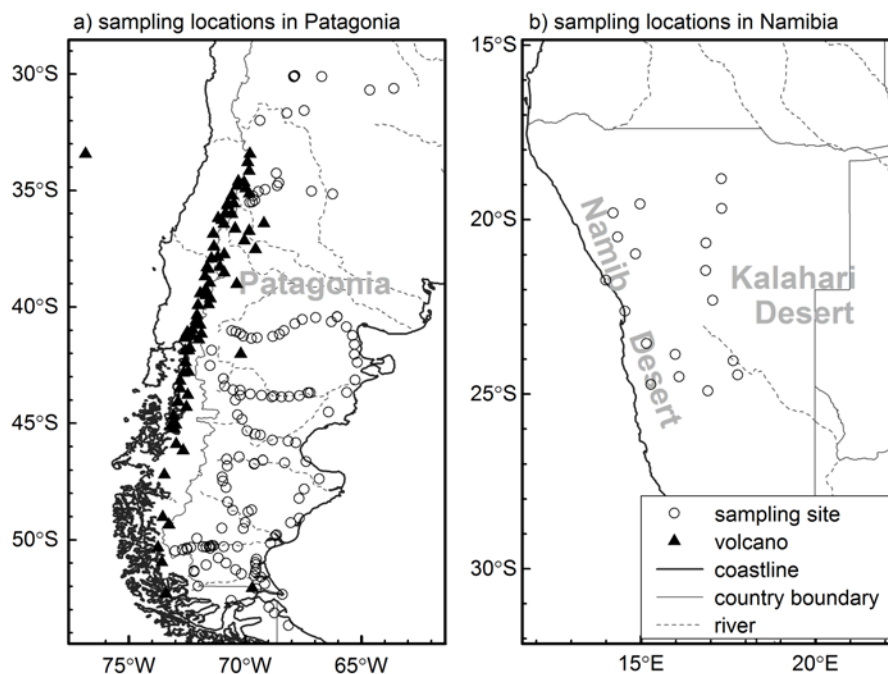 a) sampling locations in Patagonia
30°S
35°S
40°S
45°S
50°S
75°W
70°W
65°W
Patagonia
b) sampling locations in Namibia
15°S
20°S
25°S
30°S
15°E
20°E
Namib
Desert
Kalahari
Desert
sampling site
volcano
coastline
country boundary
river